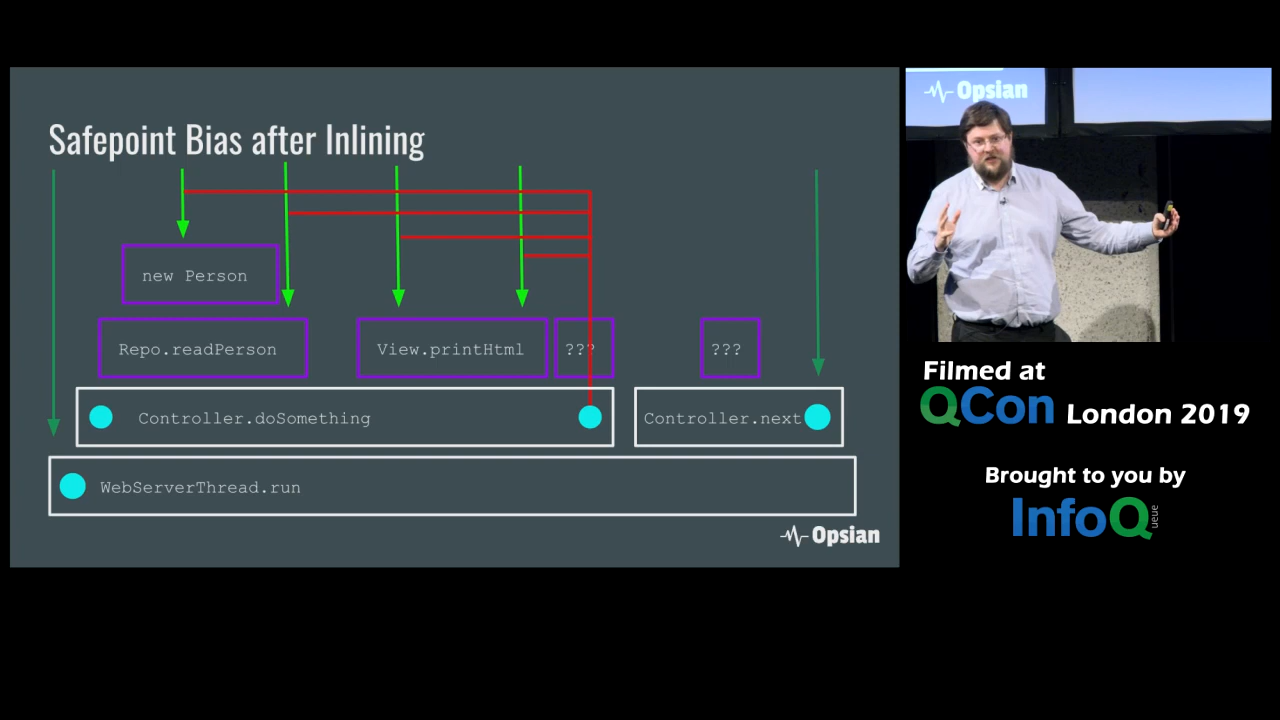 Safepoint Bias after Inlining
new Person
Repo.readPerson
View.printHtml
???
???
Controller.doSomething
Controller.next
WebServerThread.run
Opsian
Opsian
Filmed at
QCon London 2019
Brought to you by
InfoQ
ueue